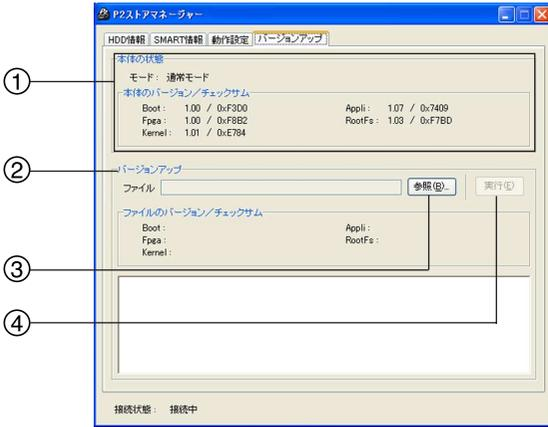 P2ストアマネージャー
HDD情報 SMART情報 動作設定 バージョンアップ
本体の状態
モード： 通常モード
本体のバージョン／チェックサム
Boot： 1.00 / 0xF3D0 Appli： 1.07 / 0x7409
Fpga： 1.00 / 0xF8B2 RootFs： 1.03 / 0xF7BD
Kernel： 1.01 / 0xE784
バージョンアップ
ファイル 参照(B)... 実行(E)
ファイルのバージョン／チェックサム
Boot： Appli：
Fpga： RootFs：
Kernel：
接続状態： 接続中
①
②
③
④